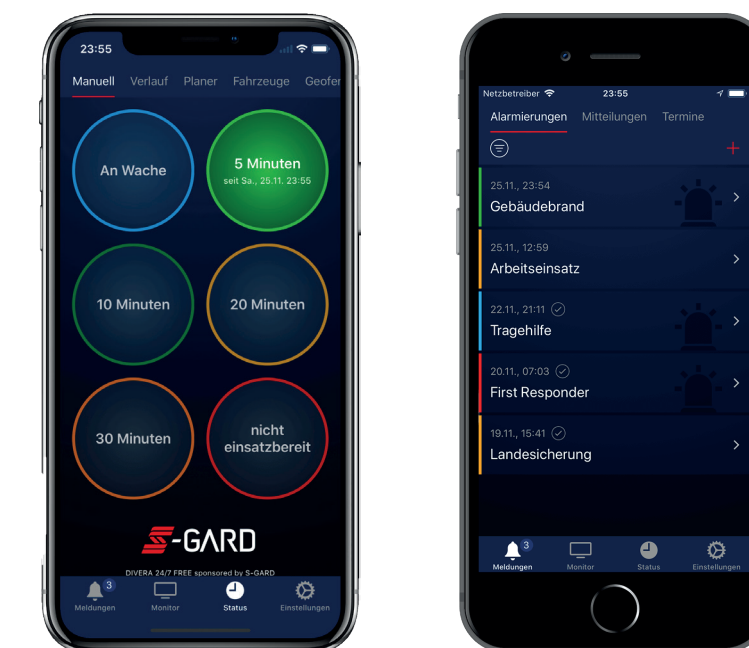 23:55
Manuell Verlauf Planer Fahrzeuge Geofer
An Wache
5 Minuten
seit Sa., 25.11. 23:55
10 Minuten
20 Minuten
30 Minuten
nicht
einsatzbereit
S-GARD
DIVERA 24/7 FREE sponsored by S-GARD
3
Meldungen Monitor Status Einstellungen
Netzbetreiber 23:55
Alarmierungen Mitteilungen Termine
25.11., 23:54
Gebäudebrand
25.11., 12:59
Arbeitseinsatz
22.11., 21:11
Tragehilfe
20.11., 07:03
First Responder
19.11., 15:41
Landesicherung
3
Meldungen Monitor Status Einstellungen